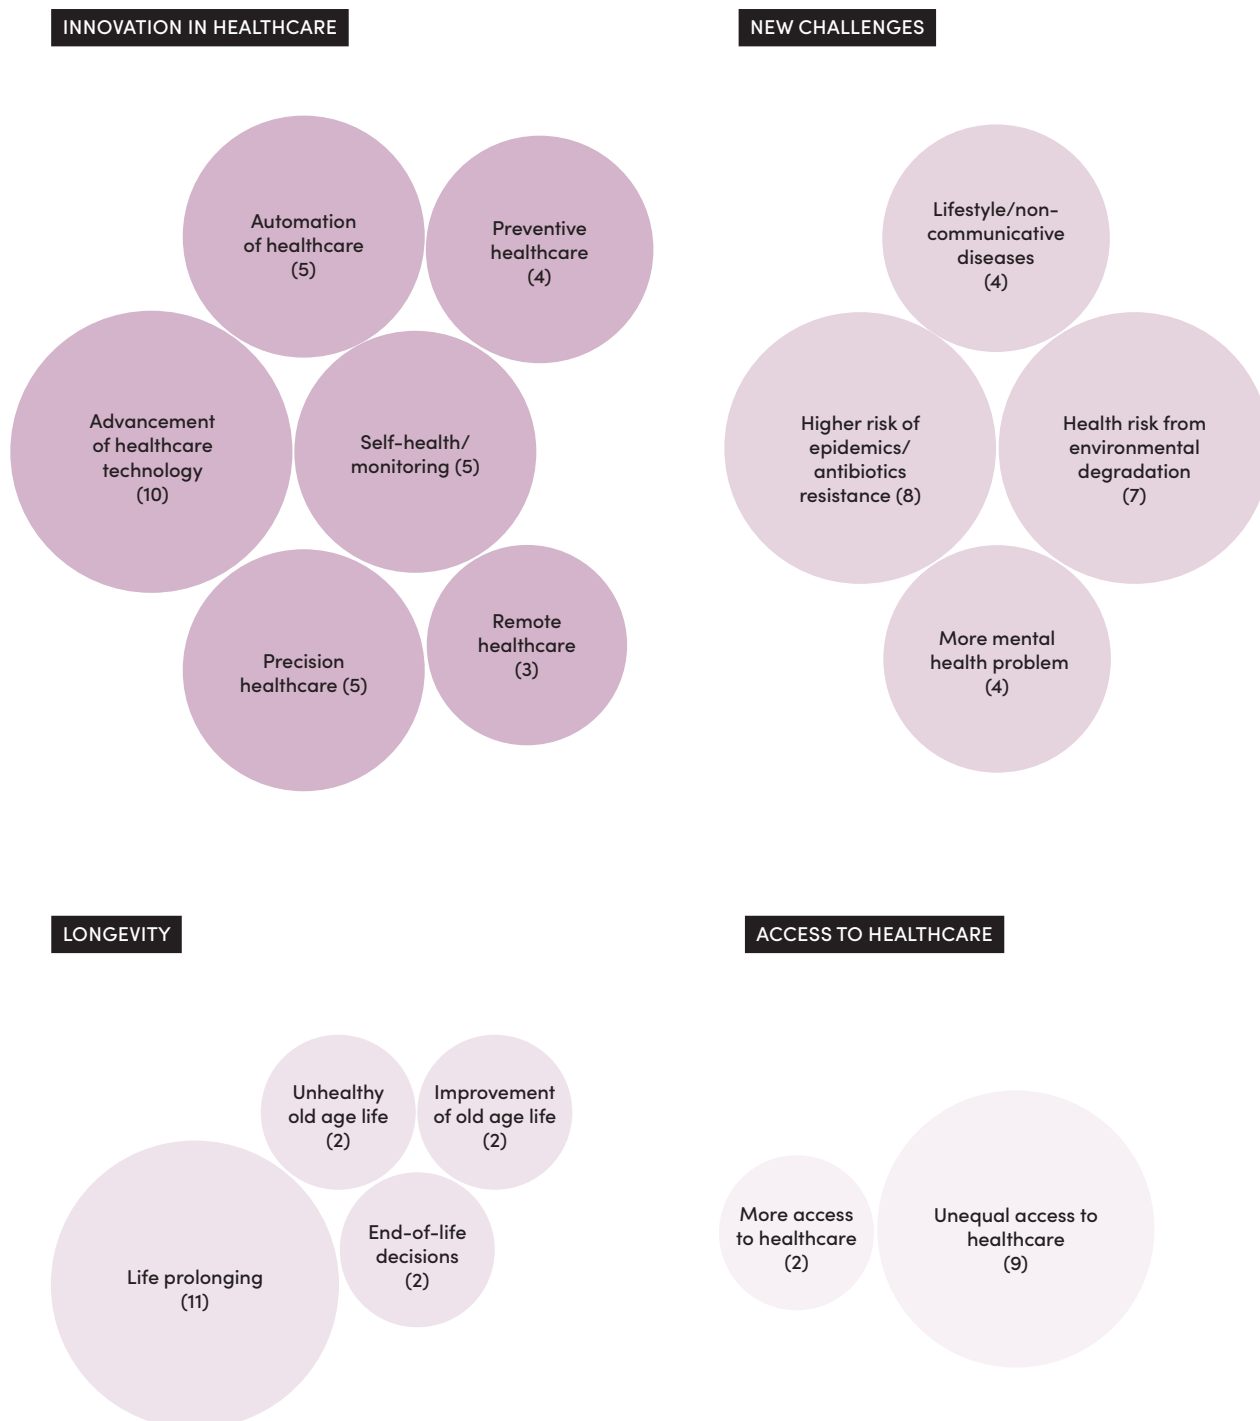 INNOVATION IN HEALTHCARE
Automation
of healthcare
(5)
Preventive
healthcare
(4)
Advancement
of healthcare
technology
(10)
Self-health/
monitoring (5)
Precision
healthcare (5)
Remote
healthcare
(3)
NEW CHALLENGES
Lifestyle/non-
communicative
diseases
(4)
Higher risk of
epidemics/
antibiotics
resistance (8)
Health risk from
environmental
degradation
(7)
More mental
health problem
(4)
LONGEVITY
Unhealthy
old age life
(2)
Improvement
of old age life
(2)
End-of-life
decisions
(2)
Life prolonging
(11)
ACCESS TO HEALTHCARE
More access
to healthcare
(2)
Unequal access to
healthcare
(9)